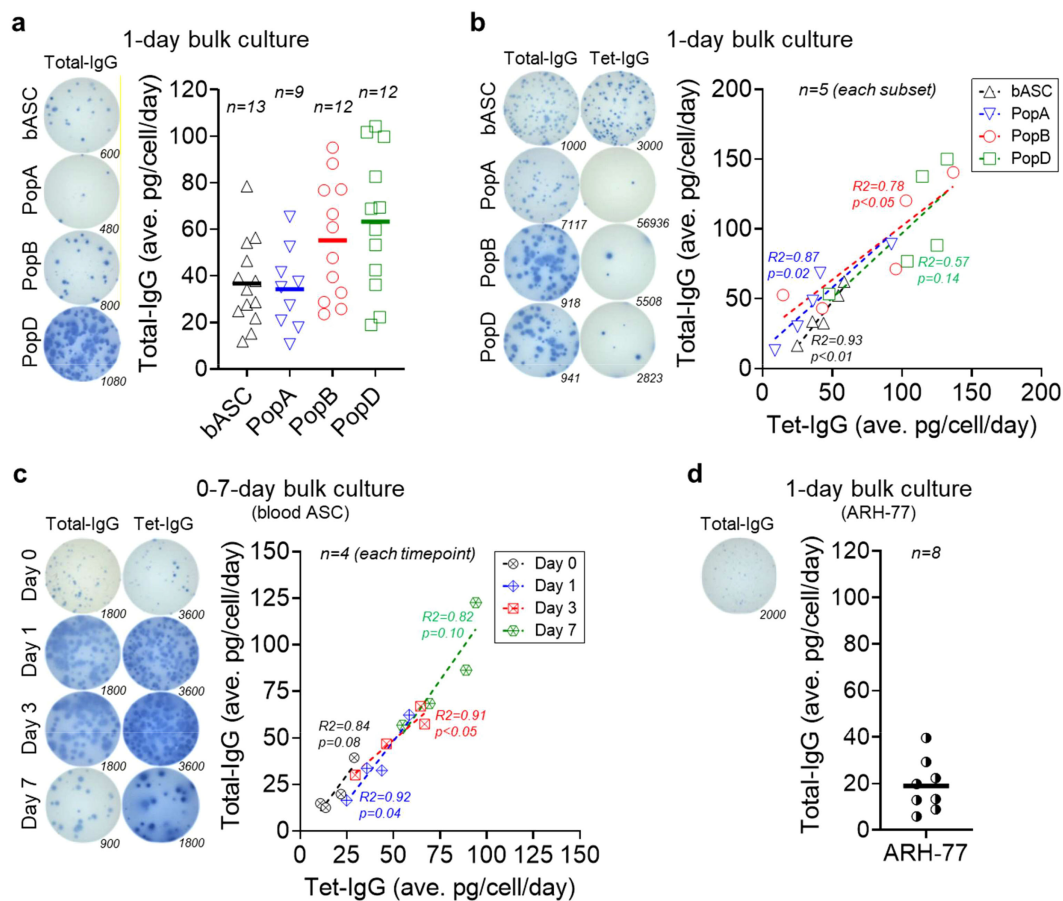 a
1-day bulk culture
Total-IgG
bASC
600
PopA
480
PopB
800
PopD
1080
Total-IgG (ave. pg/cell/day)
120
100
80
60
40
20
0
n=13
n=9
n=12
n=12
bASC
PopA
PopB
PopD
b
1-day bulk culture
Total-IgG Tet-IgG
bASC
1000 3000
PopA
7117 56936
PopB
918 5508
PopD
941 2823
Total-IgG (ave. pg/cell/day)
200
150
100
50
0
n=5 (each subset)
bASC
PopA
PopB
PopD
R2=0.78
p<0.05
R2=0.87
p=0.02
R2=0.57
p=0.14
R2=0.93
p<0.01
0 50 100 150 200
Tet-IgG (ave. pg/cell/day)
c
0-7-day bulk culture
(blood ASC)
Total-IgG Tet-IgG
Day 0
1800 3600
Day 1
1800 3600
Day 3
1800 3600
Day 7
900 1800
Total-IgG (ave. pg/cell/day)
150
125
100
75
50
25
0
n=4 (each timepoint)
Day 0
Day 1
Day 3
Day 7
R2=0.82
p=0.10
R2=0.84
p=0.08
R2=0.91
p<0.05
R2=0.92
p=0.04
0 25 50 75 100 125 150
Tet-IgG (ave. pg/cell/day)
d
1-day bulk culture
(ARH-77)
Total-IgG
2000
Total-IgG (ave. pg/cell/day)
120
100
80
60
40
20
0
n=8
ARH-77